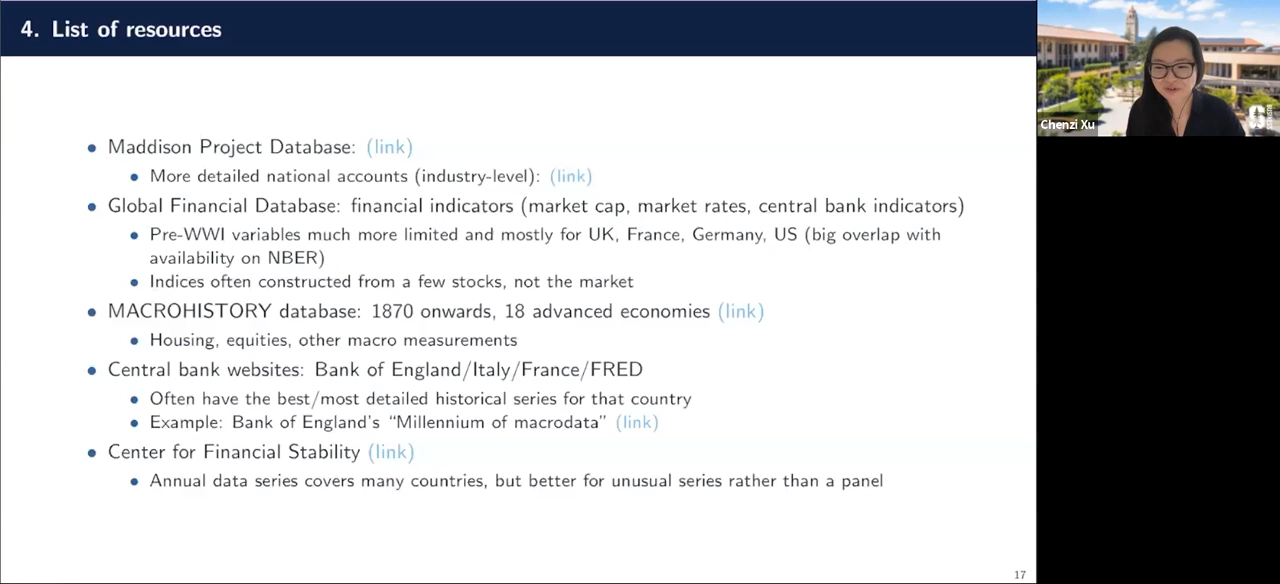 4. List of resources
Chenzi Xu
Maddison Project Database: (link)
More detailed national accounts (industry-level): (link)
Global Financial Database: financial indicators (market cap, market rates, central bank indicators)
Pre-WWI variables much more limited and mostly for UK, France, Germany, US (big overlap with
availability on NBER)
Indices often constructed from a few stocks, not the market
MACROHISTORY database: 1870 onwards, 18 advanced economies (link)
Housing, equities, other macro measurements
Central bank websites: Bank of England/Italy/France/FRED
Often have the best/most detailed historical series for that country
Example: Bank of England's “Millennium of macrodata” (link)
Center for Financial Stability (link)
Annual data series covers many countries, but better for unusual series rather than a panel
17